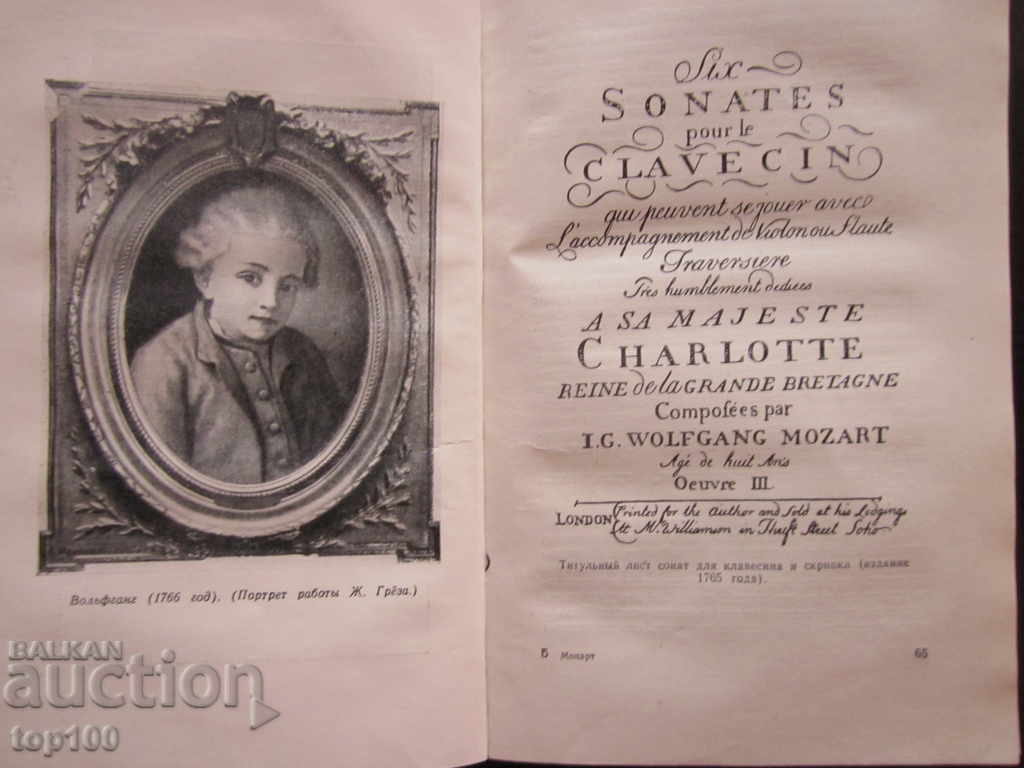 Вольфганг (1766 год). (Портрет работы Ж. Грёза.)
Six
SONATES
pour le
CLAVECIN
qui peuvent se jouer avec
L'accompagnement de Violon ou Flaute
Traversiere
Très humblement dediées
A SA MAJESTE
CHARLOTTE
REINE de la GRANDE BRETAGNE
Compofées par
I.G. WOLFGANG MOZART
Agé de huit Ans
Oeuvre III
LONDON Printed for the Author and Sold at his Lodgings
At Mr. Williamson in Thrift Street Soho
Титульный лист сонат для клавесина и скрипки (издание
1765 года).
5 Моцарт 65
BALKAN
auction
top100